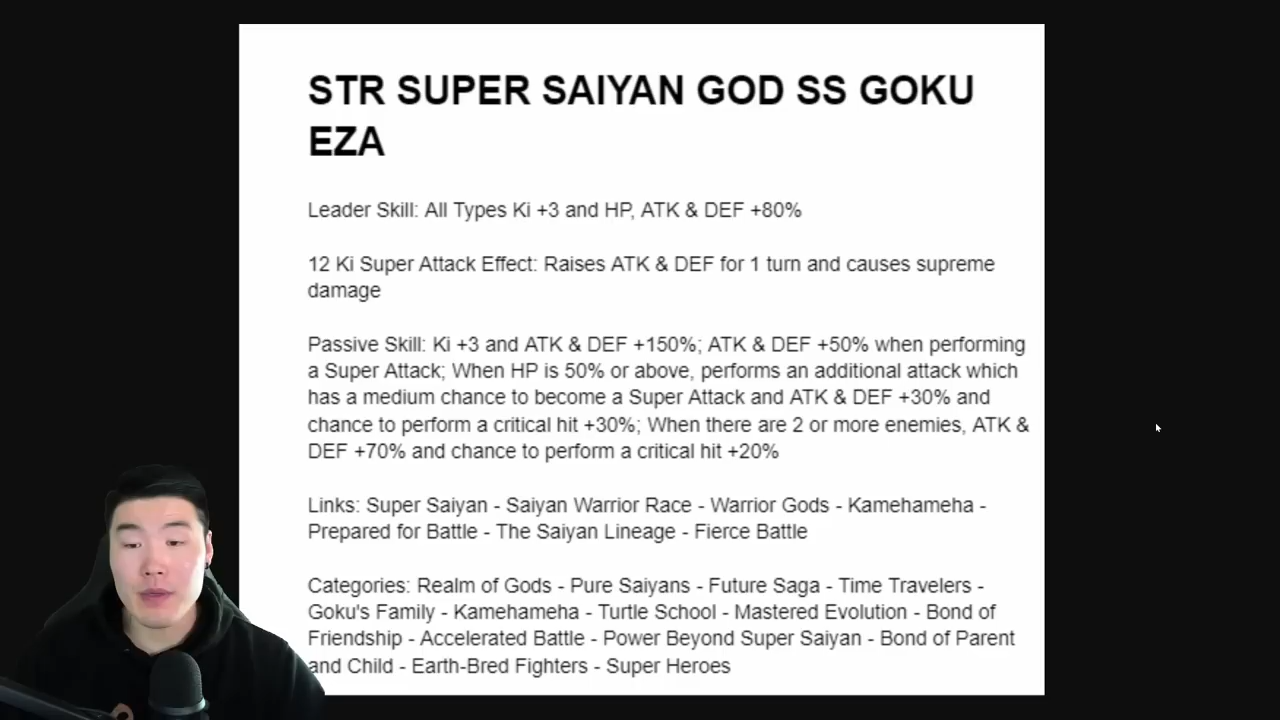 STR SUPER SAIYAN GOD SS GOKU
EZA
Leader Skill: All Types Ki +3 and HP, ATK & DEF +80%
12 Ki Super Attack Effect: Raises ATK & DEF for 1 turn and causes supreme
damage
Passive Skill: Ki +3 and ATK & DEF +150%; ATK & DEF +50% when performing
a Super Attack; When HP is 50% or above, performs an additional attack which
has a medium chance to become a Super Attack and ATK & DEF +30% and
chance to perform a critical hit +30%; When there are 2 or more enemies, ATK &
DEF +70% and chance to perform a critical hit +20%
Links: Super Saiyan - Saiyan Warrior Race - Warrior Gods - Kamehameha -
Prepared for Battle - The Saiyan Lineage - Fierce Battle
Categories: Realm of Gods - Pure Saiyans - Future Saga - Time Travelers -
Goku's Family - Kamehameha - Turtle School - Mastered Evolution - Bond of
Friendship - Accelerated Battle - Power Beyond Super Saiyan - Bond of Parent
and Child - Earth-Bred Fighters - Super Heroes